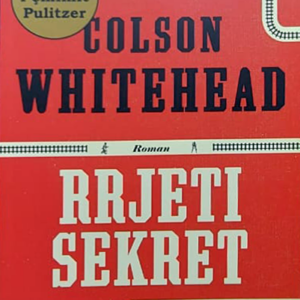 Pulitzer
COLSON
WHITEHEAD
Roman
RRJETI
SEKRET